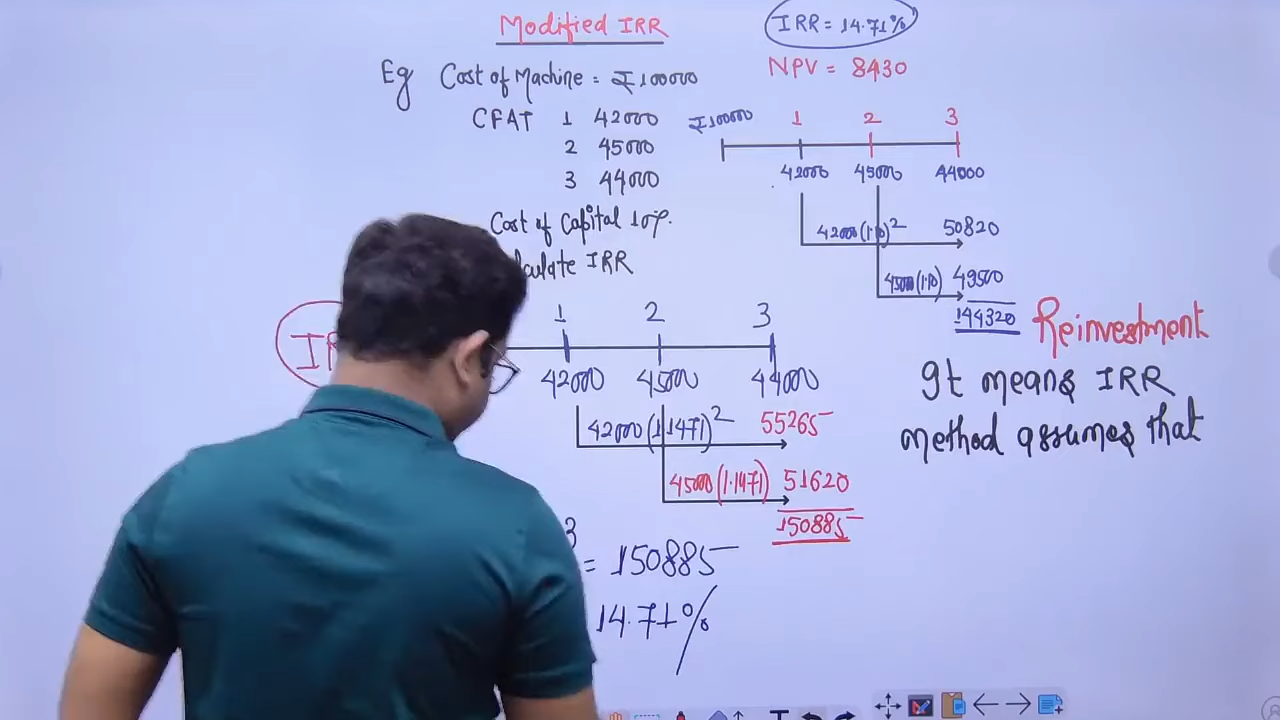 Modified IRR
IRR = 14.71%
NPV = 8430
Eg Cost of Machine = ₹100000
CFAT 1 42000
2 45000
3 44000
Cost of Capital 10%.
IRR
₹100000 1 2 3
42000 45000 44000
42000(1.10)² 50820
45000(1.10) 49500
144320
1 2 3
42000 45000 44000
42000(1.1471)² 55265
45000(1.1471) 51620
150885
3
= 150885
14.71%
Reinvestment
It means IRR
method assumes that